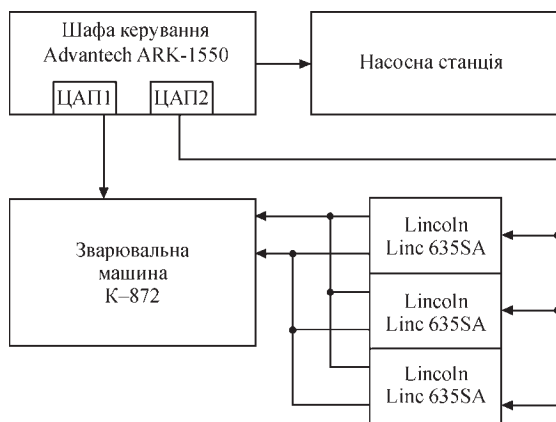 Шафа керування
Advantech ARK-1550
ЦАП1
ЦАП2
Насосна станція
Зварювальна
машина
К–872
Lincoln
Linc 635SA
Lincoln
Linc 635SA
Lincoln
Linc 635SA